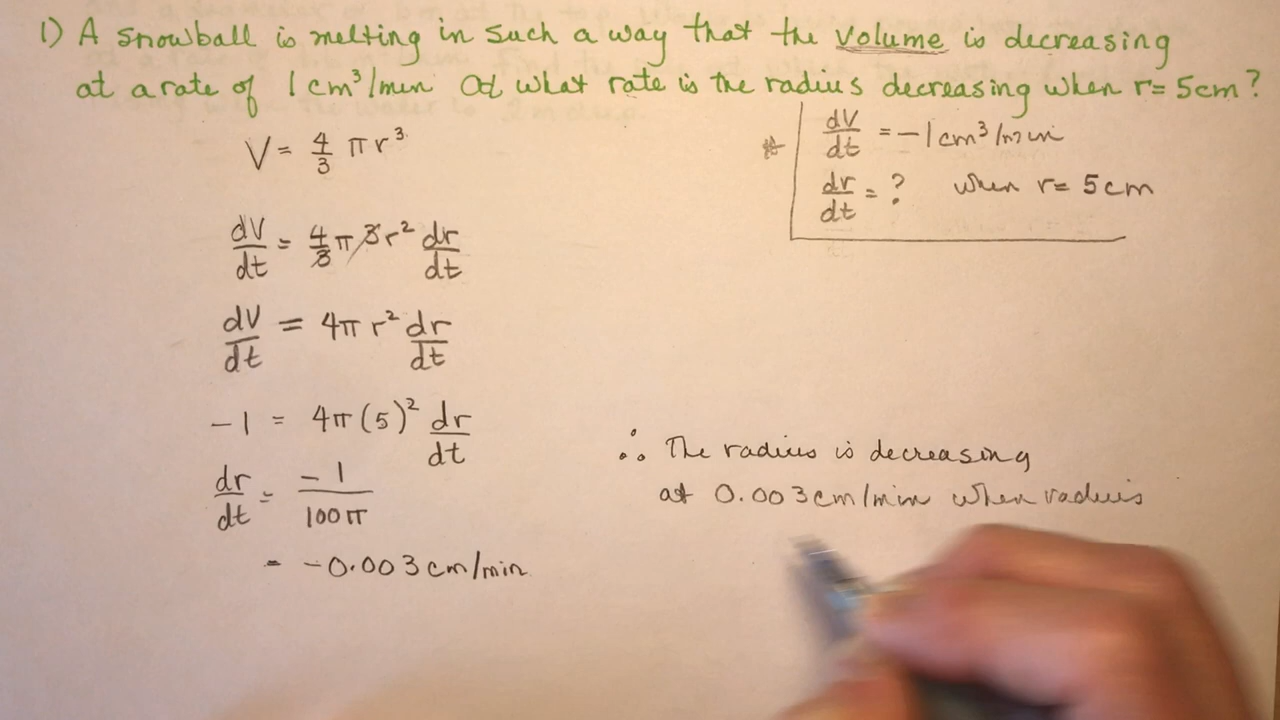 1) A snowball is melting in such a way that the volume is decreasing
at a rate of 1 cm³/min At what rate is the radius decreasing when r= 5cm?
V = 4/3 π r³
* dV/dt = -1 cm³/min
dr/dt = ? when r= 5cm
dV/dt = 4/3 π 3r² dr/dt
dV/dt = 4π r² dr/dt
-1 = 4π (5)² dr/dt
dr/dt = -1/100π
= -0.003 cm/min
∴ The radius is decreasing
at 0.003cm/min when radius